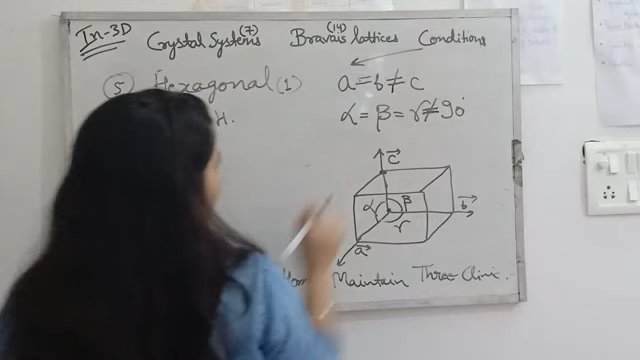 In-3D
Crystal Systems (7) Bravais lattices (14) Conditions
(5) Hexagonal (1) a = b ≠ c
H. α = β = γ ≠ 90°
c
α β b
γ
a
Maintain Three Clinic.